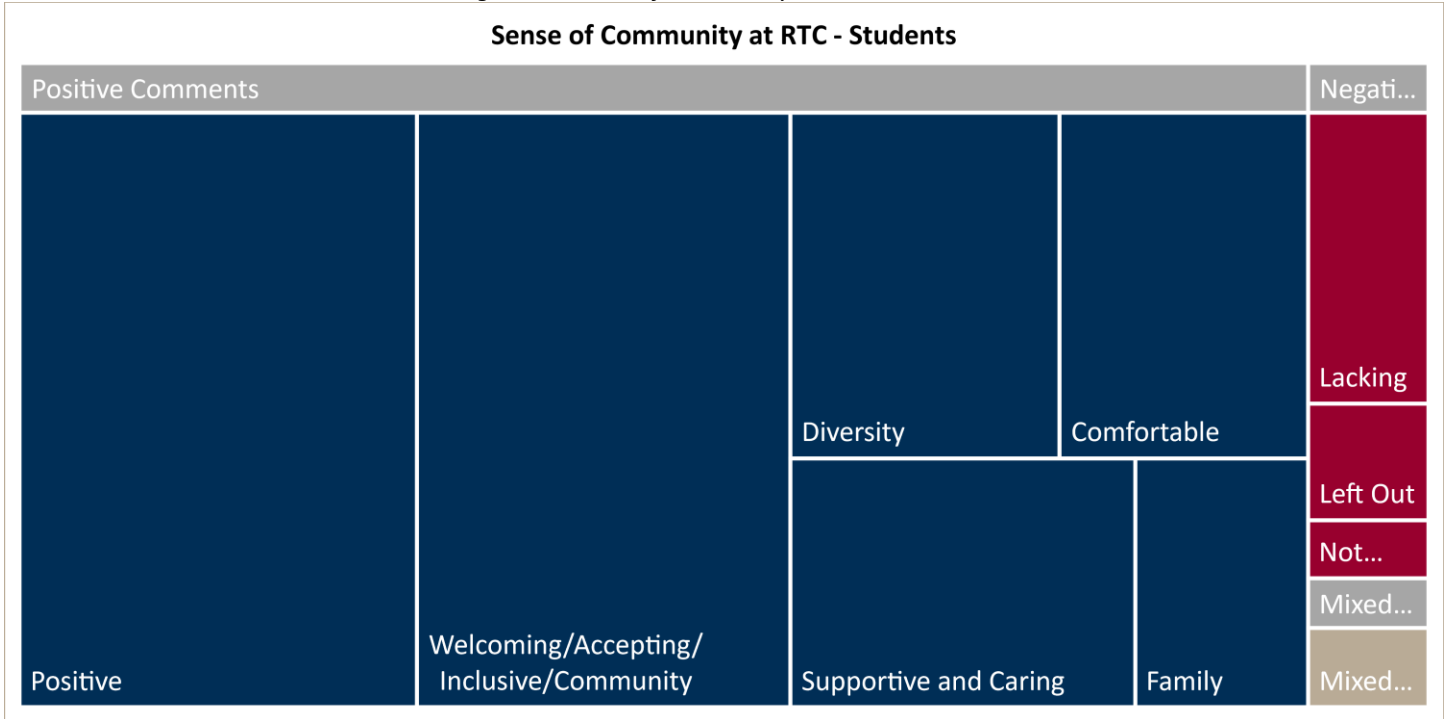 Sense of Community at RTC - Students
Positive Comments
Negati...
Positive
Welcoming/Accepting/
Inclusive/Community
Diversity
Comfortable
Supportive and Caring
Family
Lacking
Left Out
Not...
Mixed...
Mixed...